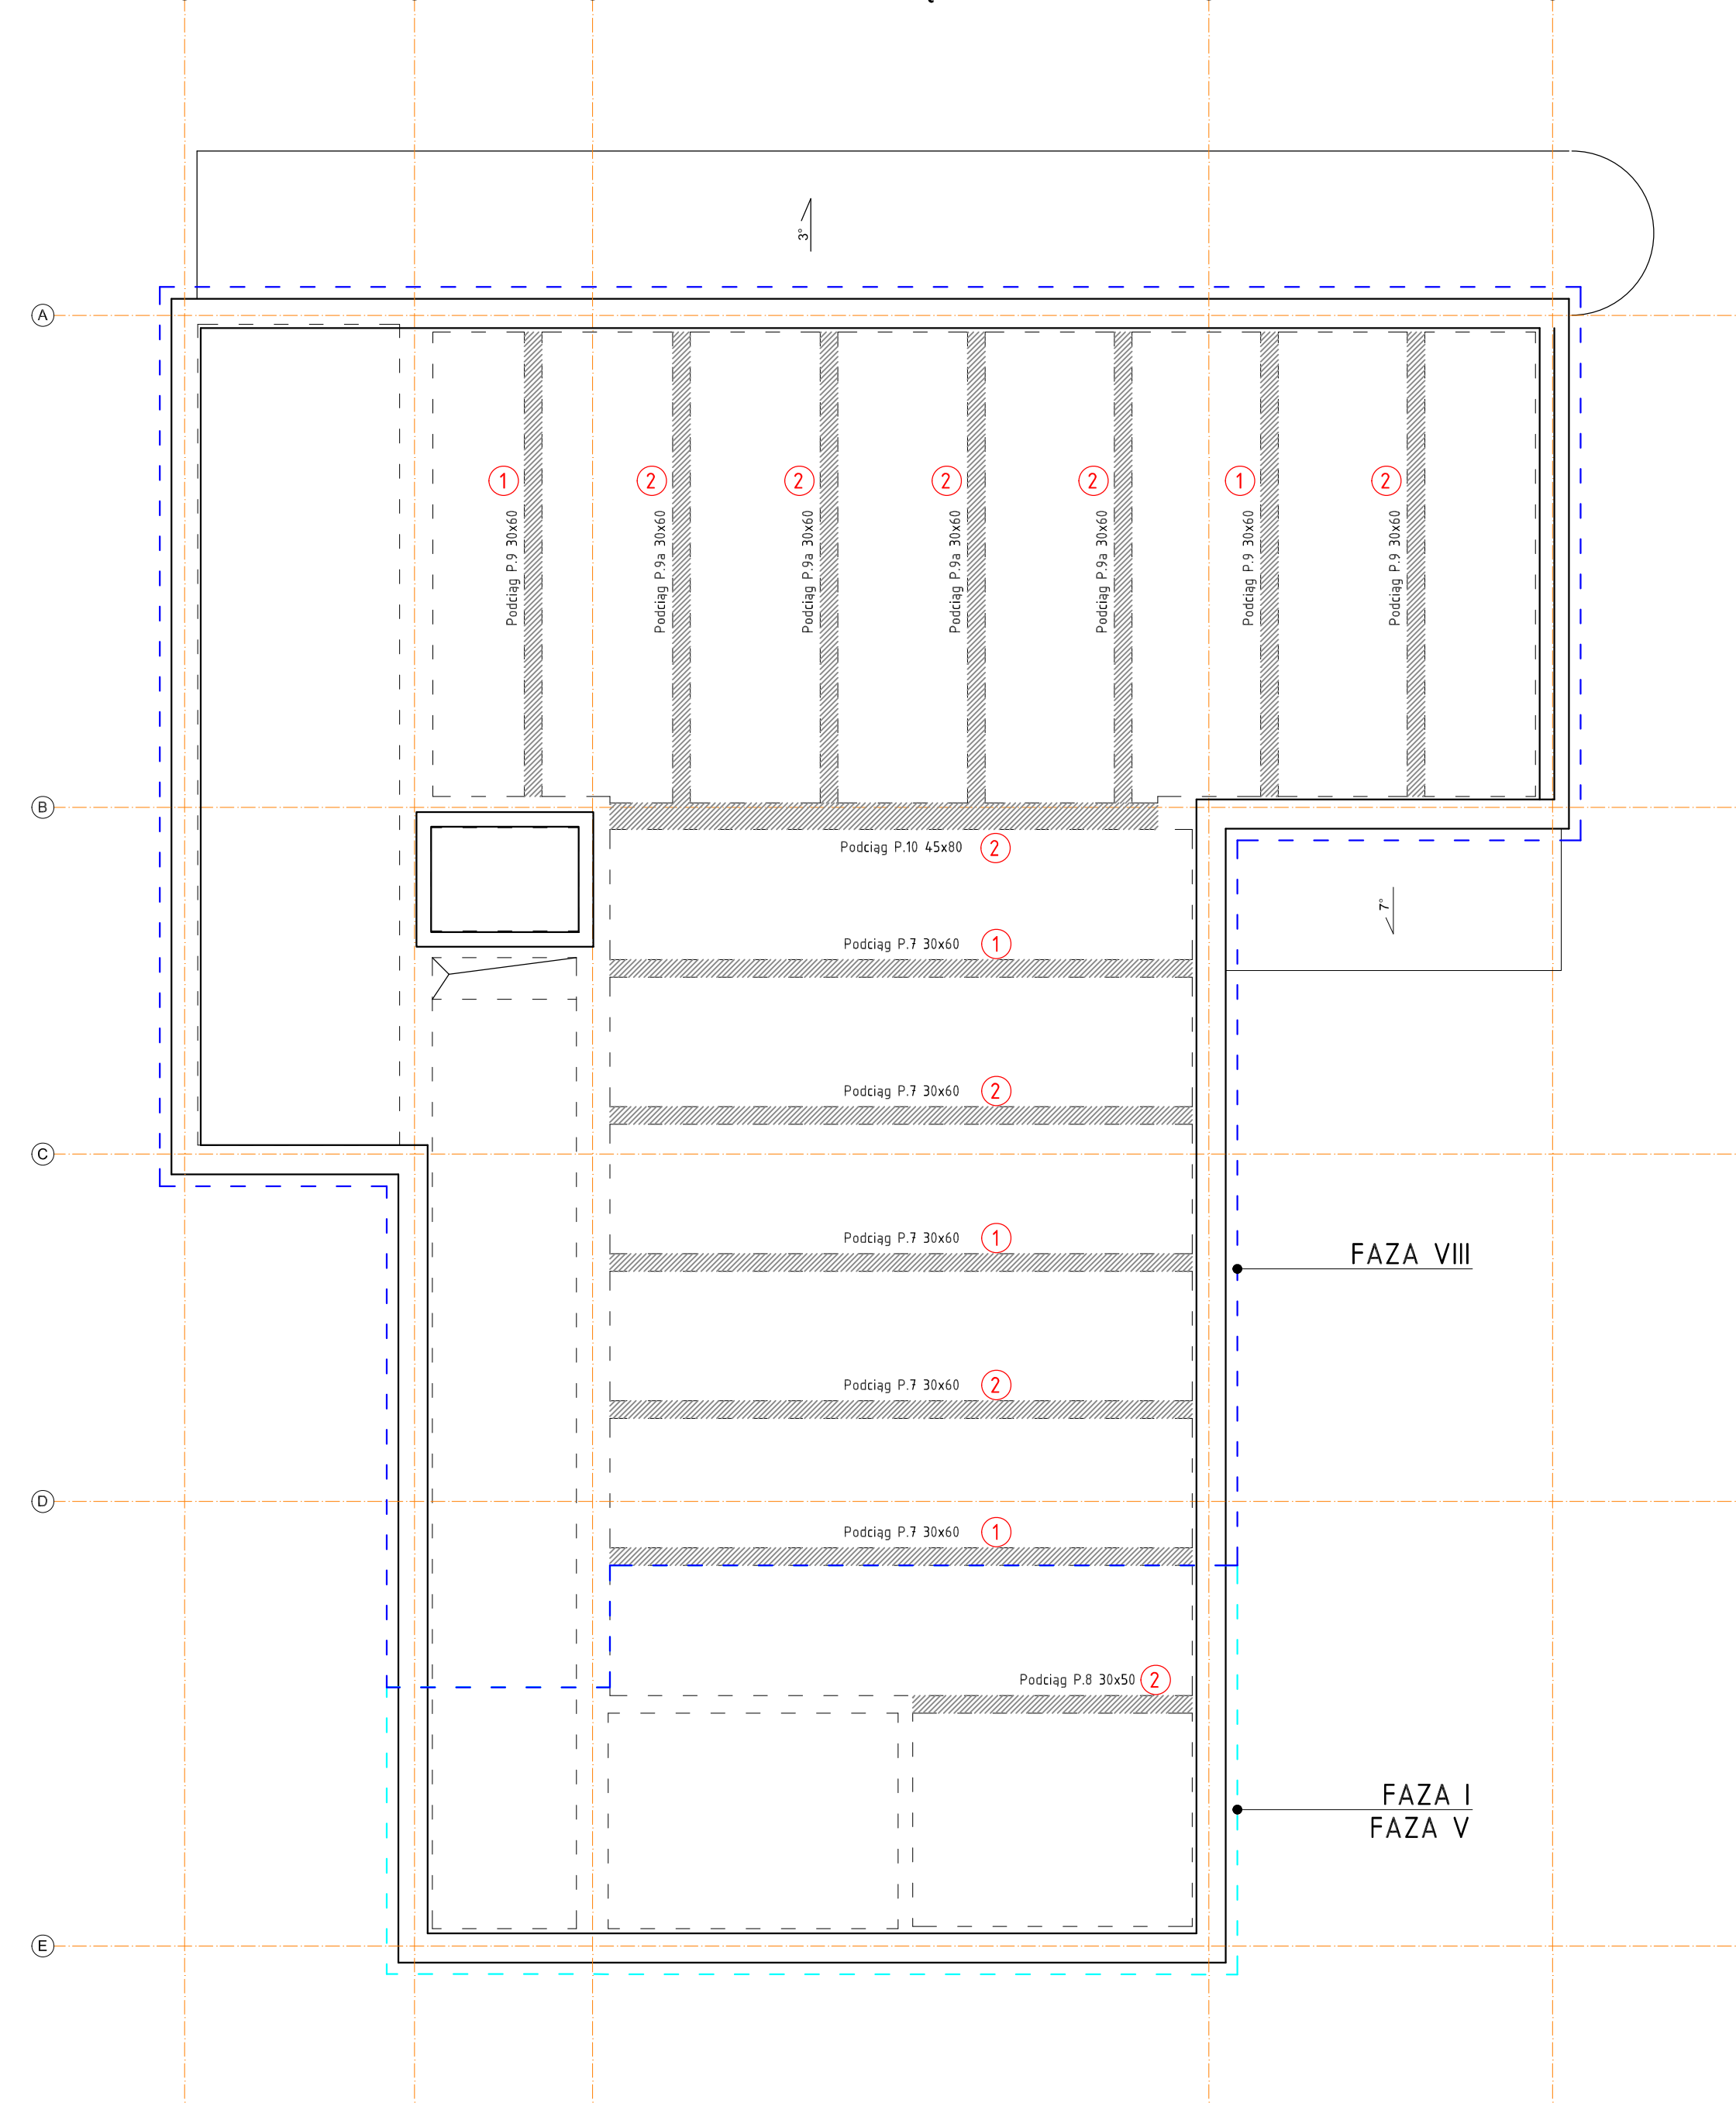 3°
A
1
2
2
2
2
1
2
Podciąg P.9 30x60
Podciąg P.9a 30x60
Podciąg P.9a 30x60
Podciąg P.9a 30x60
Podciąg P.9a 30x60
Podciąg P.9 30x60
Podciąg P.9 30x60
B
Podciąg P.10 45x80 2
7°
Podciąg P.7 30x60 1
Podciąg P.7 30x60 2
C
Podciąg P.7 30x60 1
FAZA VIII
Podciąg P.7 30x60 2
D
Podciąg P.7 30x60 1
Podciąg P.8 30x50 2
FAZA I
FAZA V
E